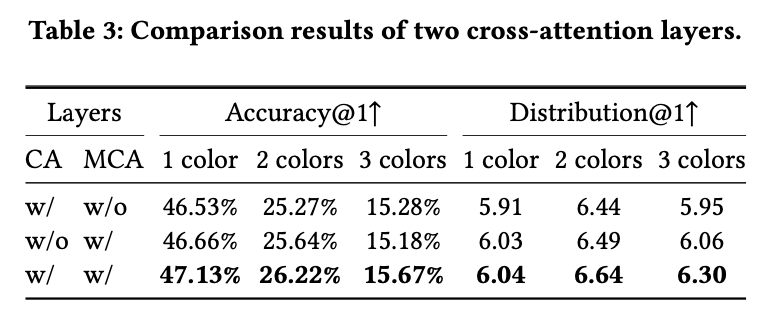 Table 3: Comparison results of two cross-attention layers.
Layers Accuracy@1↑ Distribution@1↑
CA MCA 1 color 2 colors 3 colors 1 color 2 colors 3 colors
w/ w/o 46.53% 25.27% 15.28% 5.91 6.44 5.95
w/o w/ 46.66% 25.64% 15.18% 6.03 6.49 6.06
w/ w/ 47.13% 26.22% 15.67% 6.04 6.64 6.30